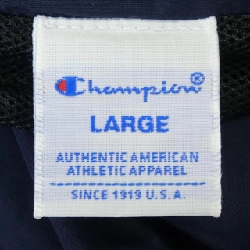 Champion®
LARGE
AUTHENTIC AMERICAN
ATHLETIC APPAREL
SINCE 1919 U.S.A.